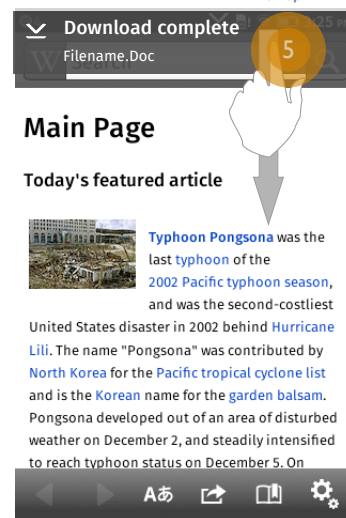 Download complete
:25 PM
Filename.Doc
5
W Search
Main Page
Today's featured article
Typhoon Pongsona was the
last typhoon of the
2002 Pacific typhoon season,
and was the second-costliest
United States disaster in 2002 behind Hurricane
Lili. The name "Pongsona" was contributed by
North Korea for the Pacific tropical cyclone list
and is the Korean name for the garden balsam.
Pongsona developed out of an area of disturbed
weather on December 2, and steadily intensified
to reach typhoon status on December 5. On
Aあ